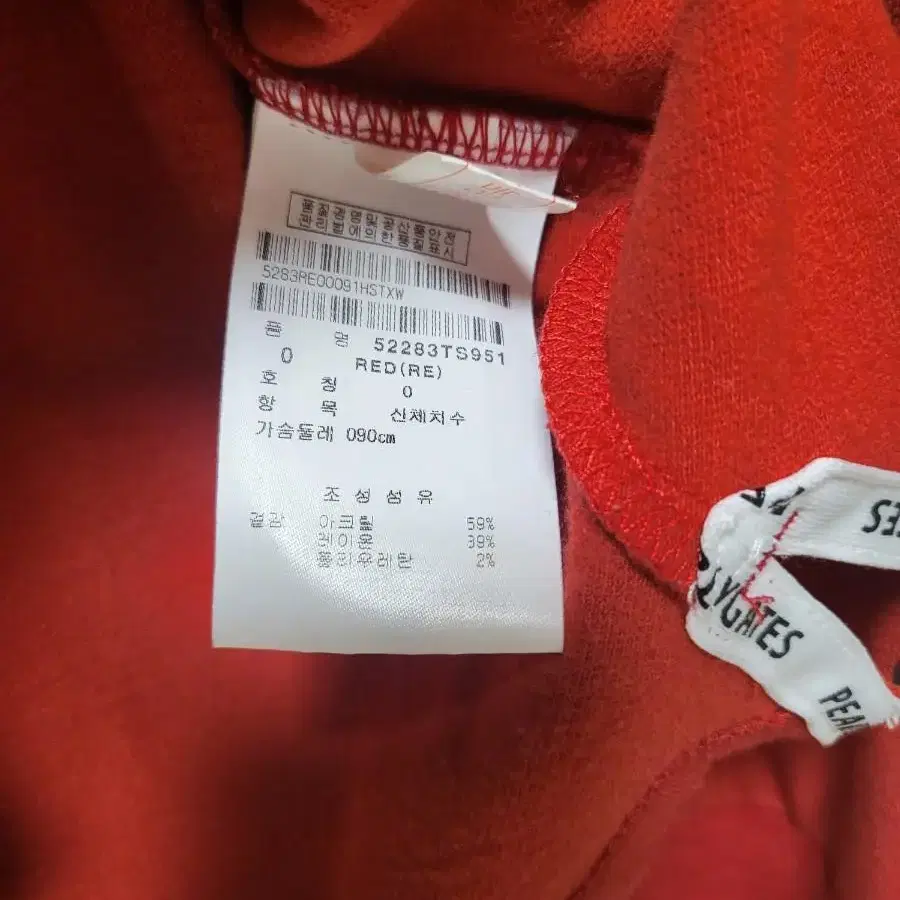 품질경영및공산품안전
관리법에의한품질표시
5283RE00091HSTXW
품 명 52283TS951
0 RED(RE)
호 칭 0
항 목 신체치수
가슴둘레 090cm
조 성 섬 유
겉감 아크릴 59%
레이온 39%
폴리우레탄 2%
LYGATES
PEA
ES